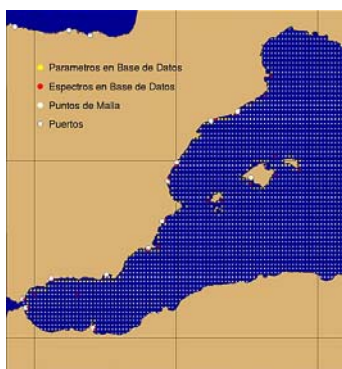 Parametros en Base de Datos
Espectros en Base de Datos
Puntos de Malla
Puertos